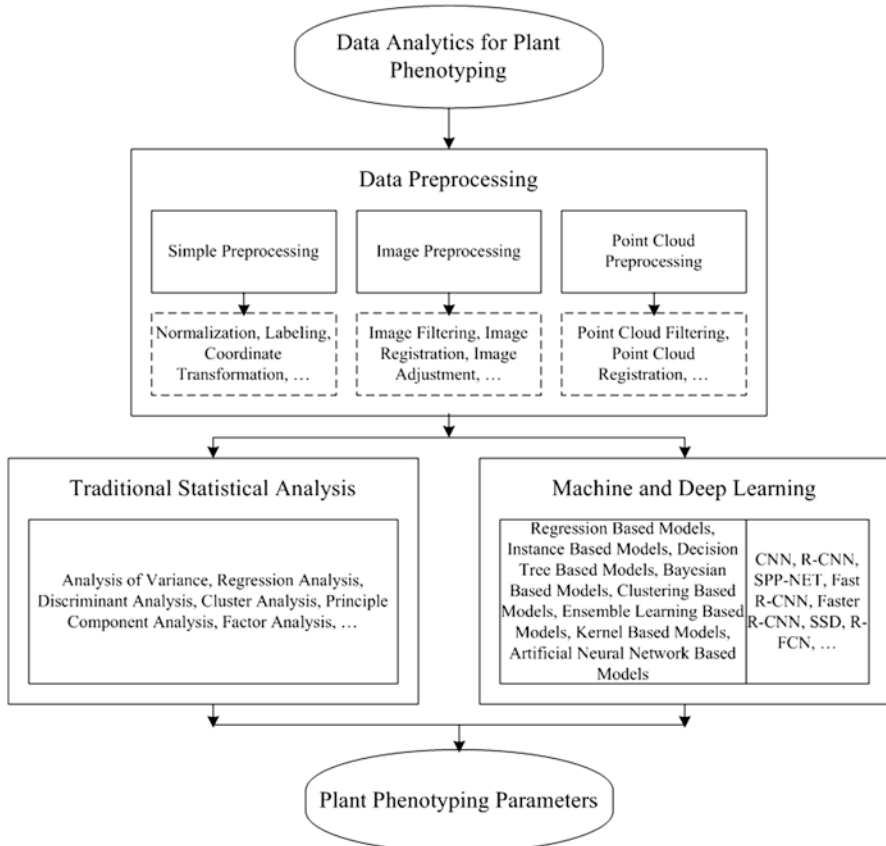 Data Analytics for Plant
Phenotyping
Data Preprocessing
Simple Preprocessing
Image Preprocessing
Point Cloud
Preprocessing
Normalization, Labeling,
Coordinate
Transformation, …
Image Filtering, Image
Registration, Image
Adjustment, …
Point Cloud Filtering,
Point Cloud
Registration, …
Traditional Statistical Analysis
Analysis of Variance, Regression Analysis,
Discriminant Analysis, Cluster Analysis, Principle
Component Analysis, Factor Analysis, …
Machine and Deep Learning
Regression Based Models,
Instance Based Models, Decision
Tree Based Models, Bayesian
Based Models, Clustering Based
Models, Ensemble Learning Based
Models, Kernel Based Models,
Artificial Neural Network Based
Models
CNN, R-CNN,
SPP-NET, Fast
R-CNN, Faster
R-CNN, SSD, R-
FCN, …
Plant Phenotyping Parameters